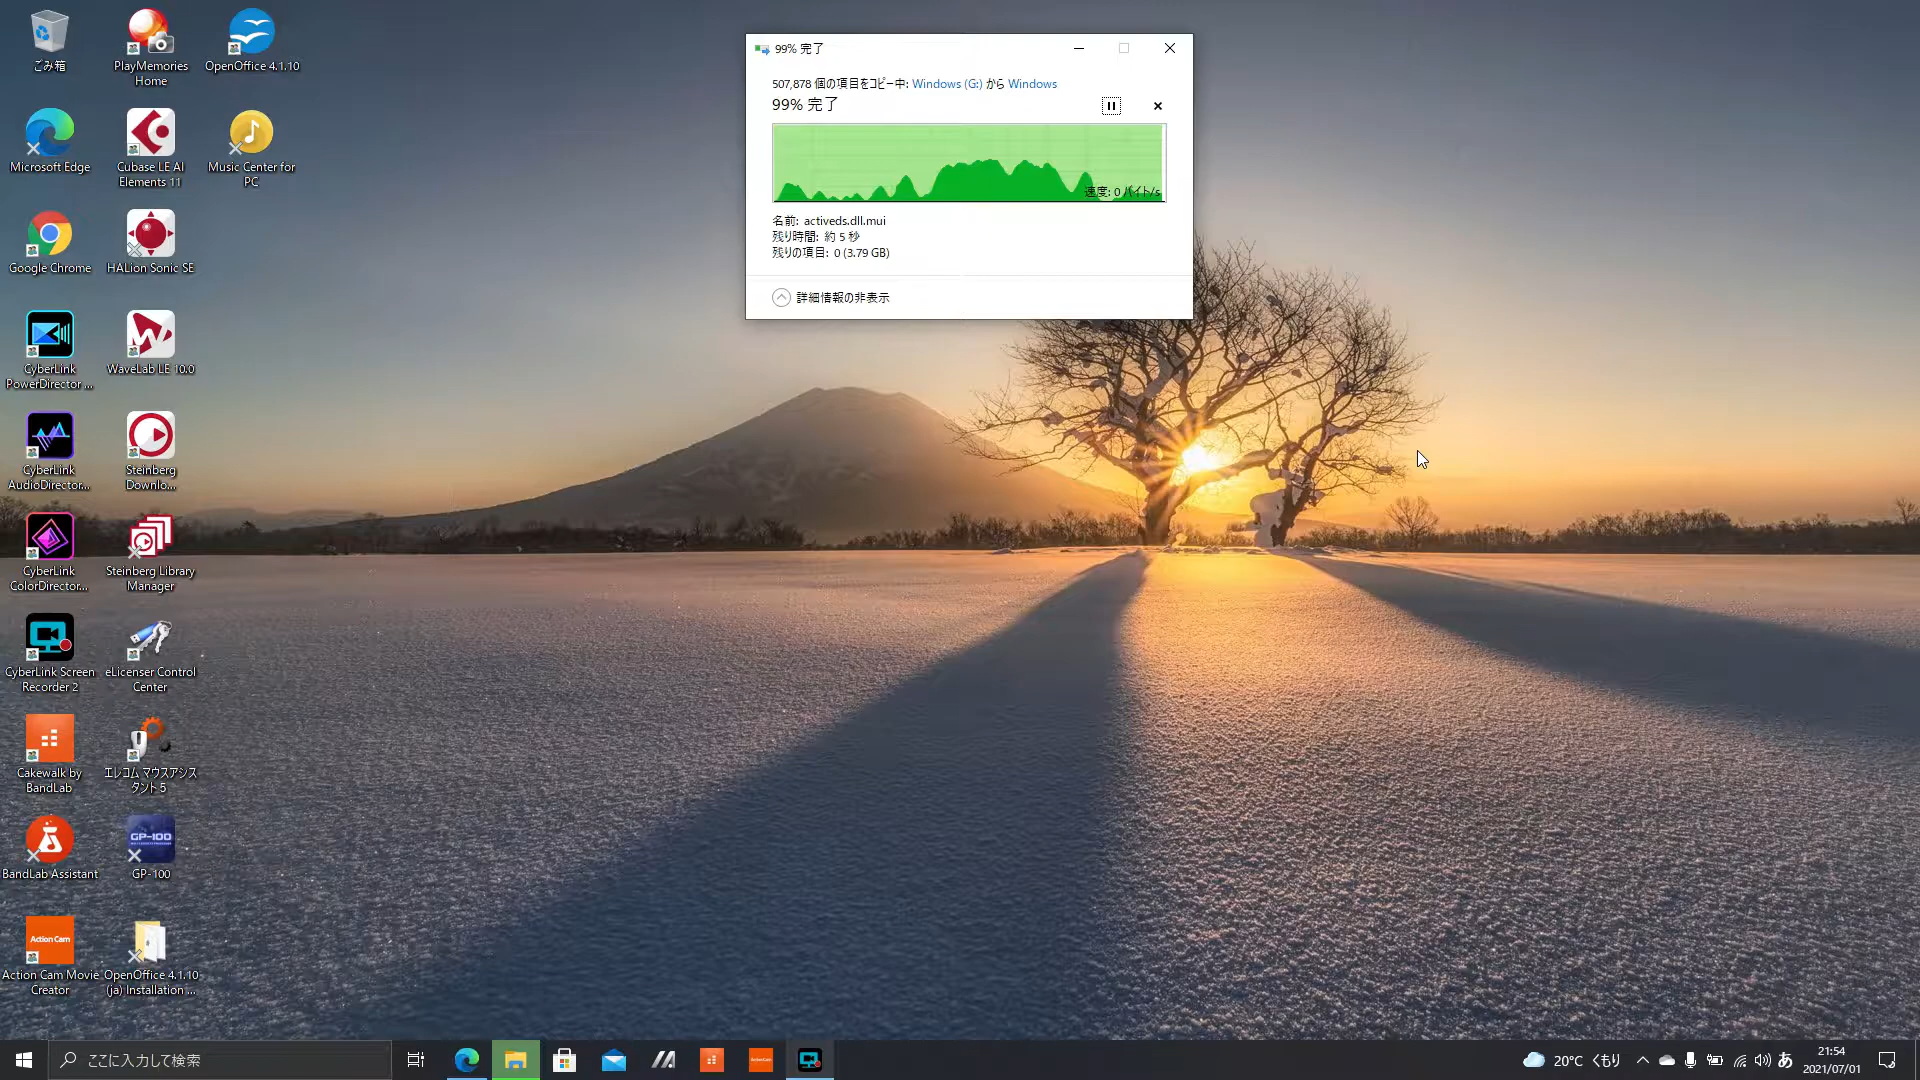 ごみ箱
PlayMemories
Home
OpenOffice 4.1.10
Microsoft Edge
Cubase LE AI
Elements 11
Music Center for
PC
Google Chrome
HALion Sonic SE
CyberLink
PowerDirector ...
WaveLab LE 10.0
CyberLink
AudioDirector...
Steinberg
Downlo...
CyberLink
ColorDirector...
Steinberg Library
Manager
CyberLink Screen
Recorder 2
eLicenser Control
Center
Cakewalk by
BandLab
エレコム マウスアシス
タント 5
BandLab Assistant
GP-100
GP-100
Action Cam
Action Cam Movie
Creator
OpenOffice 4.1.10
(ja) Installation ...
99% 完了
507,878 個の項目をコピー中: Windows (G:) から Windows
99% 完了
速度: 0 バイト/s
名前: activeds.dll.mui
残り時間: 約 5 秒
残りの項目: 0 (3.79 GB)
詳細情報の非表示
ここに入力して検索
20°C くもり
あ
21:54
2021/07/01